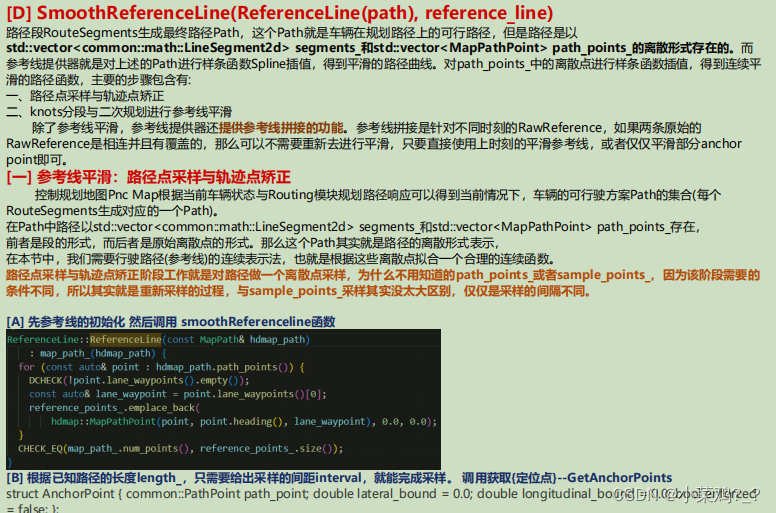 [D] SmoothReferenceLine(ReferenceLine(path), reference_line)
路径段RouteSegments生成最终路径Path，这个Path就是车辆在规划路径上的可行路径，但是路径是以
std::vector<common::math::LineSegment2d> segments_和std::vector<MapPathPoint> path_points_的离散形式存在的。而
参考线提供器就是对上述的Path进行样条函数Spline插值，得到平滑的路径曲线。对path_points_中的离散点进行样条函数插值，得到连续平
滑的路径函数，主要的步骤包含有:
一、路径点采样与轨迹点矫正
二、knots分段与二次规划进行参考线平滑
除了参考线平滑，参考线提供器还提供参考线拼接的功能。参考线拼接是针对不同时刻的RawReference，如果两条原始的
RawReference是相连并且有覆盖的，那么可以不需要重新去进行平滑，只要直接使用上时刻的平滑参考线，或者仅仅平滑部分anchor
point即可。
[一] 参考线平滑：路径点采样与轨迹点矫正
控制规划地图Pnc Map根据当前车辆状态与Routing模块规划路径响应可以得到当前情况下，车辆的可行驶方案Path的集合(每个
RouteSegments生成对应的一个Path)。
在Path中路径以std::vector<common::math::LineSegment2d> segments_和std::vector<MapPathPoint> path_points_存在，
前者是段的形式，而后者是原始离散点的形式。那么这个Path其实就是路径的离散形式表示，
在本节中，我们需要行驶路径(参考线)的连续表示法，也就是根据这些离散点拟合一个合理的连续函数。
路径点采样与轨迹点矫正阶段工作就是对路径做一个离散点采样，为什么不用知道的path_points_或者sample_points_，因为该阶段需要的
条件不同，所以其实就是重新采样的过程，与sample_points_采样其实没太大区别，仅仅是采样的间隔不同。
[A] 先参考线的初始化 然后调用 smoothReferenceline函数
ReferenceLine::ReferenceLine(const MapPath& hdmap_path)
: map_path_(hdmap_path) {
for (const auto& point : hdmap_path.path_points()) {
DCHECK(!point.lane_waypoints().empty());
const auto& lane_waypoint = point.lane_waypoints()[0];
reference_points_.emplace_back(
hdmap::MapPathPoint(point, point.heading(), lane_waypoint), 0.0, 0.0);
}
CHECK_EQ(map_path_.num_points(), reference_points_.size());
}
[B] 根据已知路径的长度length_，只需要给出采样的间距interval，就能完成采样。 调用获取{定位点}--GetAnchorPoints
struct AnchorPoint { common::PathPoint path_point; double lateral_bound = 0.0; double longitudinal_bound = 0.0;
= false; };
CSDN @小菜鸡?_?